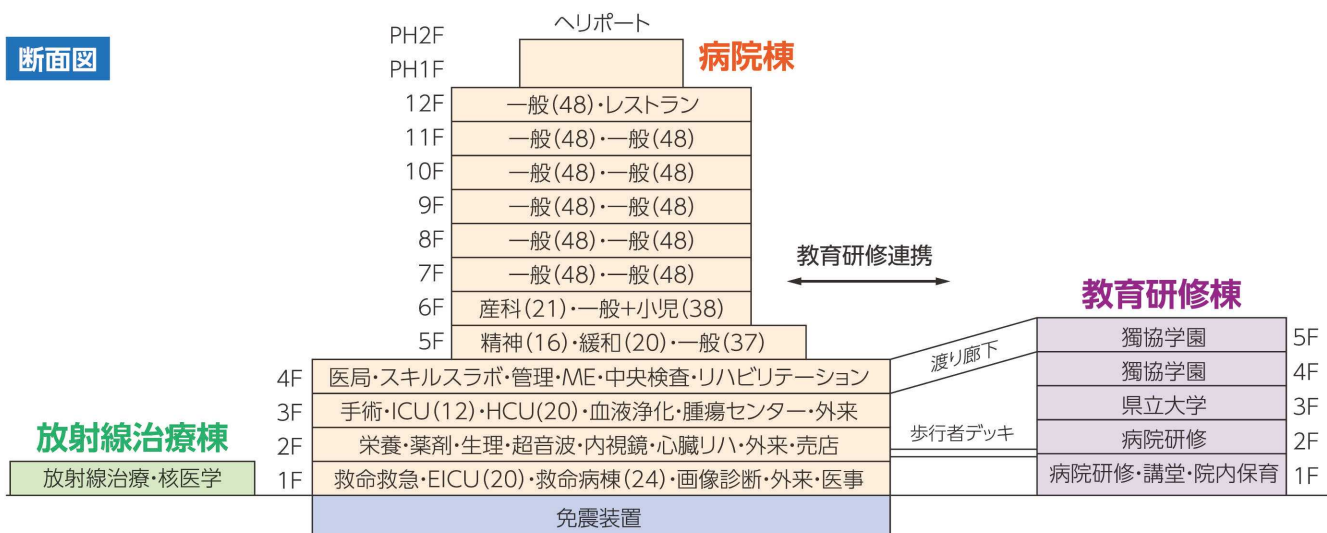 断面図
ヘリポート
PH2F
PH1F
病院棟
12F 一般(48)・レストラン
11F 一般(48)・一般(48)
10F 一般(48)・一般(48)
9F 一般(48)・一般(48)
8F 一般(48)・一般(48)
7F 一般(48)・一般(48)
6F 産科(21)・一般+小児(38)
5F 精神(16)・緩和(20)・一般(37)
4F 医局・スキルスラボ・管理・ME・中央検査・リハビリテーション
3F 手術・ICU(12)・HCU(20)・血液浄化・腫瘍センター・外来
2F 栄養・薬剤・生理・超音波・内視鏡・心臓リハ・外来・売店
1F 救命救急・EICU(20)・救命病棟(24)・画像診断・外来・医事
免震装置
放射線治療棟
放射線治療・核医学
教育研修連携
渡り廊下
歩行者デッキ
教育研修棟
獨協学園 5F
獨協学園 4F
県立大学 3F
病院研修 2F
病院研修・講堂・院内保育 1F